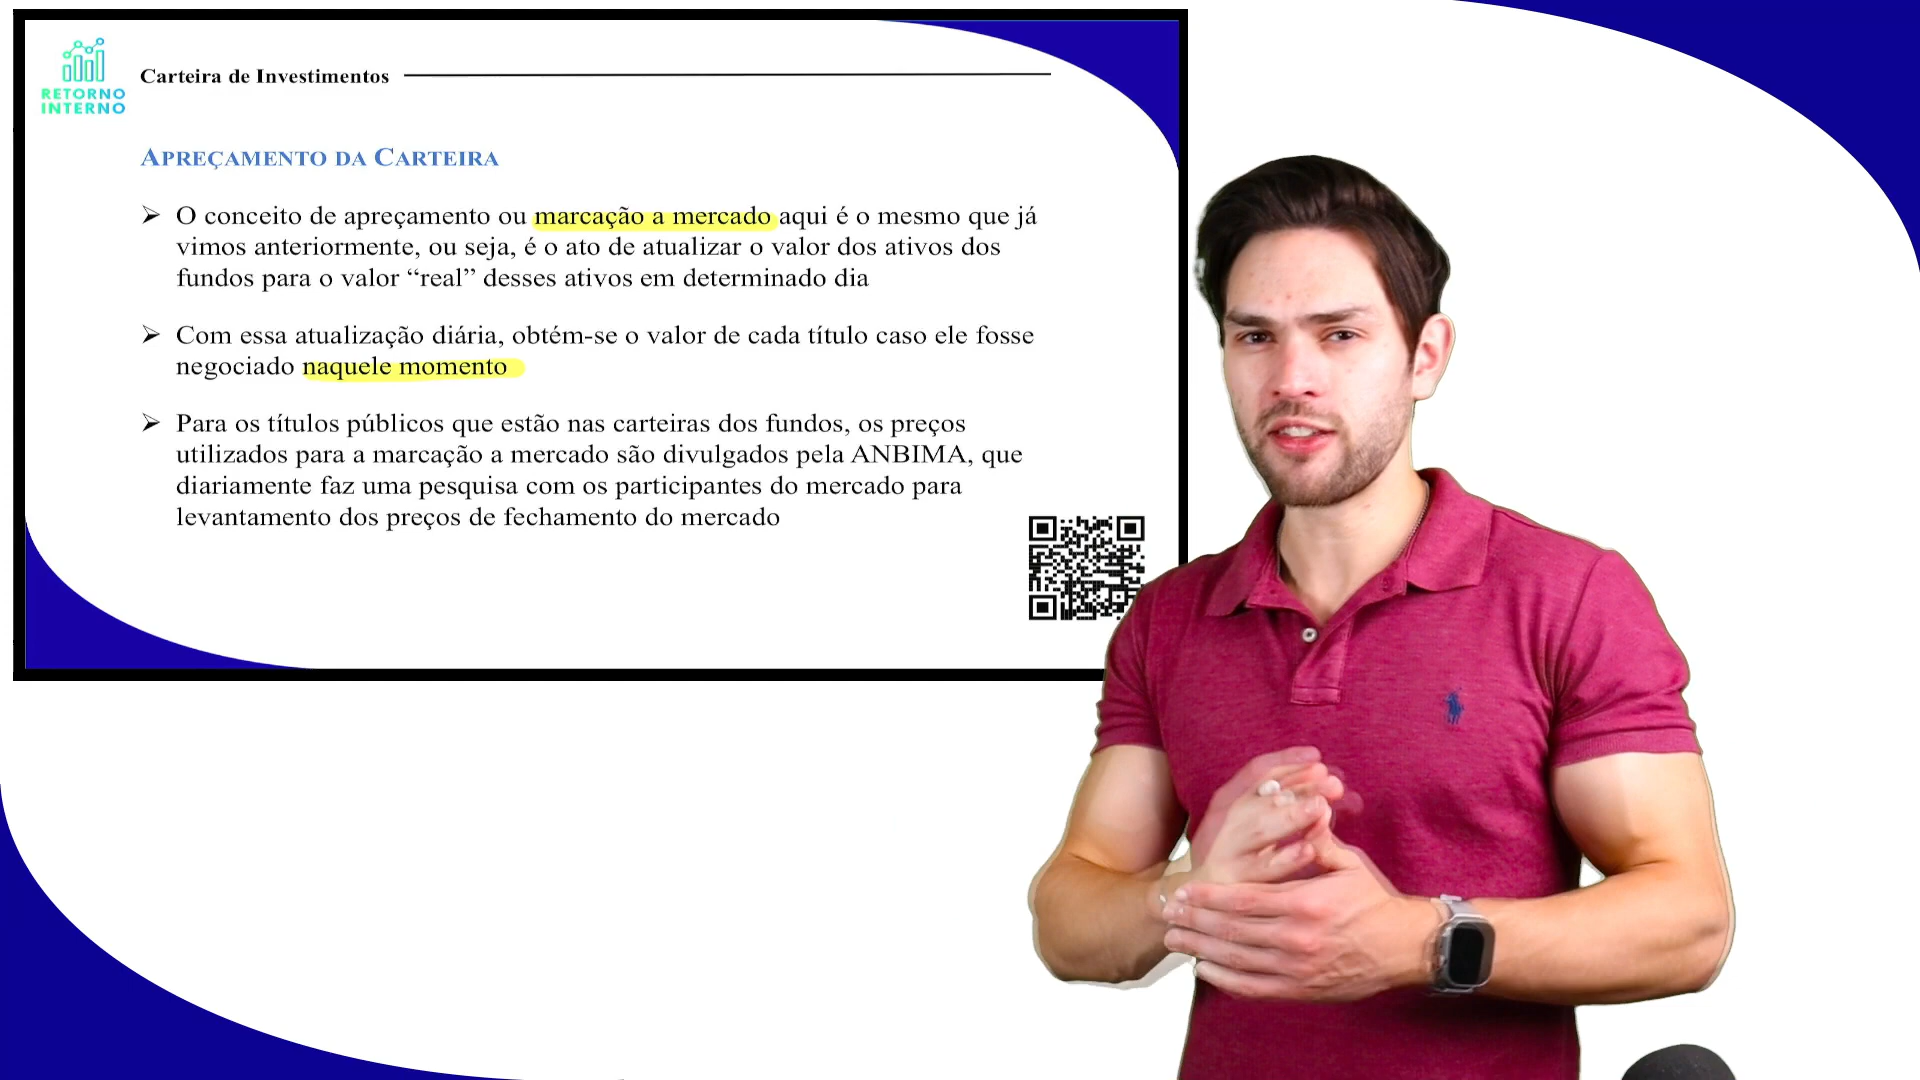 RETORNO
INTERNO
Carteira de Investimentos
APREÇAMENTO DA CARTEIRA
➢ O conceito de apreçamento ou marcação a mercado aqui é o mesmo que já
vimos anteriormente, ou seja, é o ato de atualizar o valor dos ativos dos
fundos para o valor “real” desses ativos em determinado dia
➢ Com essa atualização diária, obtém-se o valor de cada título caso ele fosse
negociado naquele momento
➢ Para os títulos públicos que estão nas carteiras dos fundos, os preços
utilizados para a marcação a mercado são divulgados pela ANBIMA, que
diariamente faz uma pesquisa com os participantes do mercado para
levantamento dos preços de fechamento do mercado